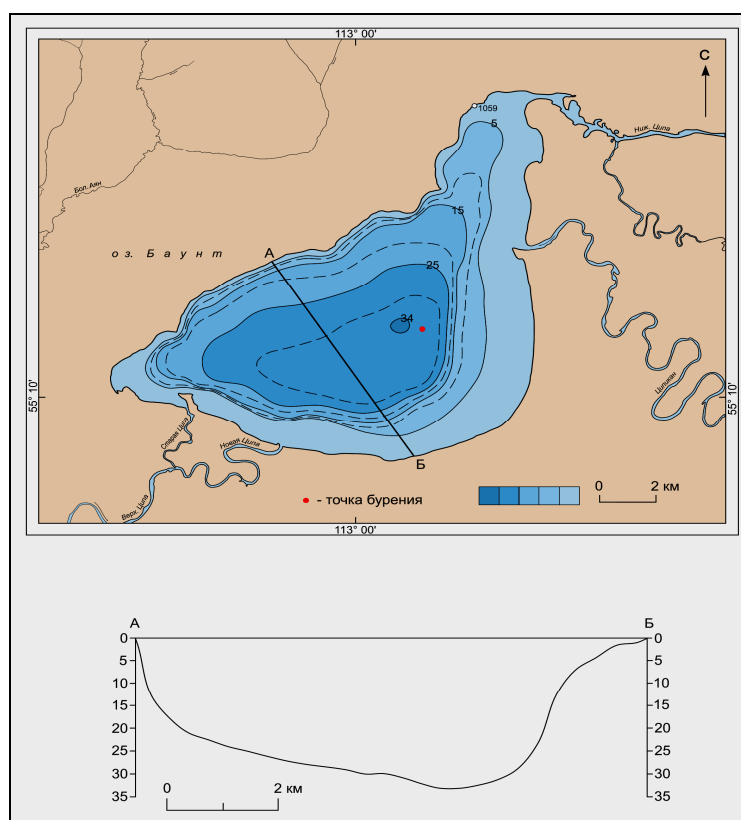 113° 00'
С
1059
5
Ниж. Ципа
Бол. Аян
15
оз. Баунт
А
25
34
Ципикан
55° 10'
55° 10'
Старая Ципа
Новая Ципа
Б
Верх. Ципа
- точка бурения
0 2 км
113° 00'
А Б
0 0
5 5
10 10
15 15
20 20
25 25
30 30
35 35
0 2 км